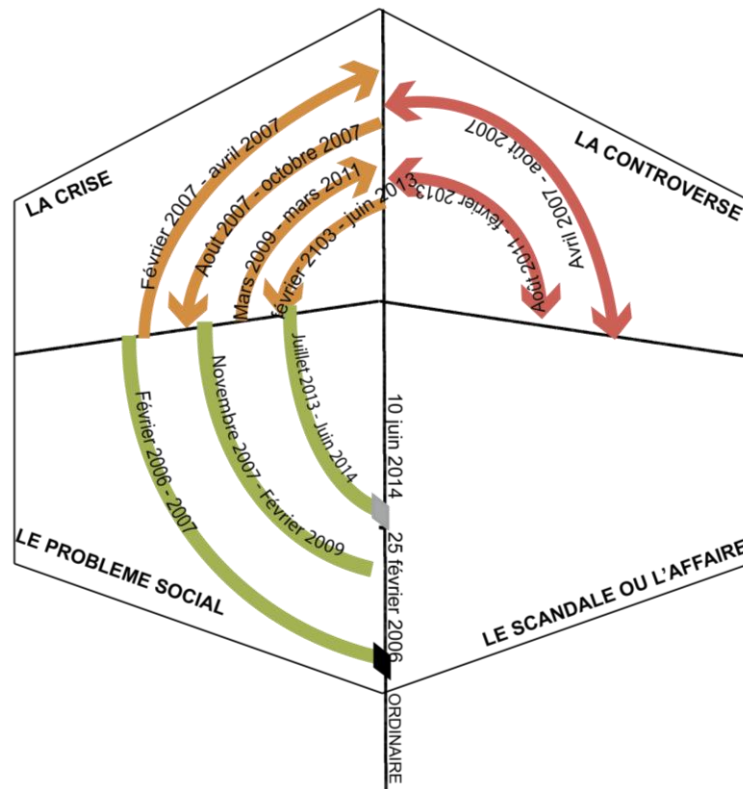 LA CRISE
LA CONTROVERSE
Février 2007 - avril 2007
Août 2007 - octobre 2007
Mars 2009 - mars 2011
février 2103 - juin 2013
Avril 2007 - août 2007
Août 2011 - février 2013
Février 2006 - 2007
Novembre 2007 - Février 2009
Juillet 2013 - Juin 2014
10 juin 2014
25 février 2006
LE PROBLEME SOCIAL
LE SCANDALE OU L'AFFAIRE
ORDINAIRE